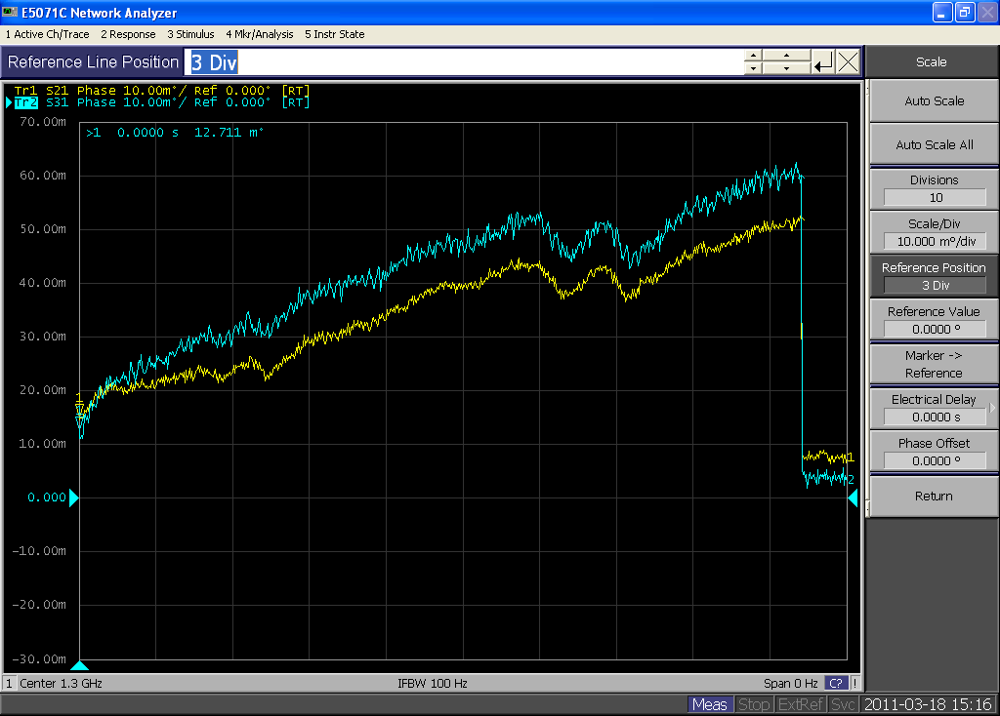 E5071C Network Analyzer
1 Active Ch/Trace 2 Response 3 Stimulus 4 Mkr/Analysis 5 Instr State
Reference Line Position 3 Div
Scale
Tr1 S21 Phase 10.00m°/ Ref 0.000° [RT]
Tr2 S31 Phase 10.00m°/ Ref 0.000° [RT]
>1 0.0000 s 12.711 m°
70.00m
60.00m
50.00m
40.00m
30.00m
20.00m
10.00m
0.000
-10.00m
-20.00m
-30.00m
1
1
2
Auto Scale
Auto Scale All
Divisions
10
Scale/Div
10.000 m°/div
Reference Position
3 Div
Reference Value
0.0000 °
Marker ->
Reference
Electrical Delay
0.0000 s
Phase Offset
0.0000 °
Return
1 Center 1.3 GHz IFBW 100 Hz Span 0 Hz C? !
Meas Stop ExtRef Svc 2011-03-18 15:16